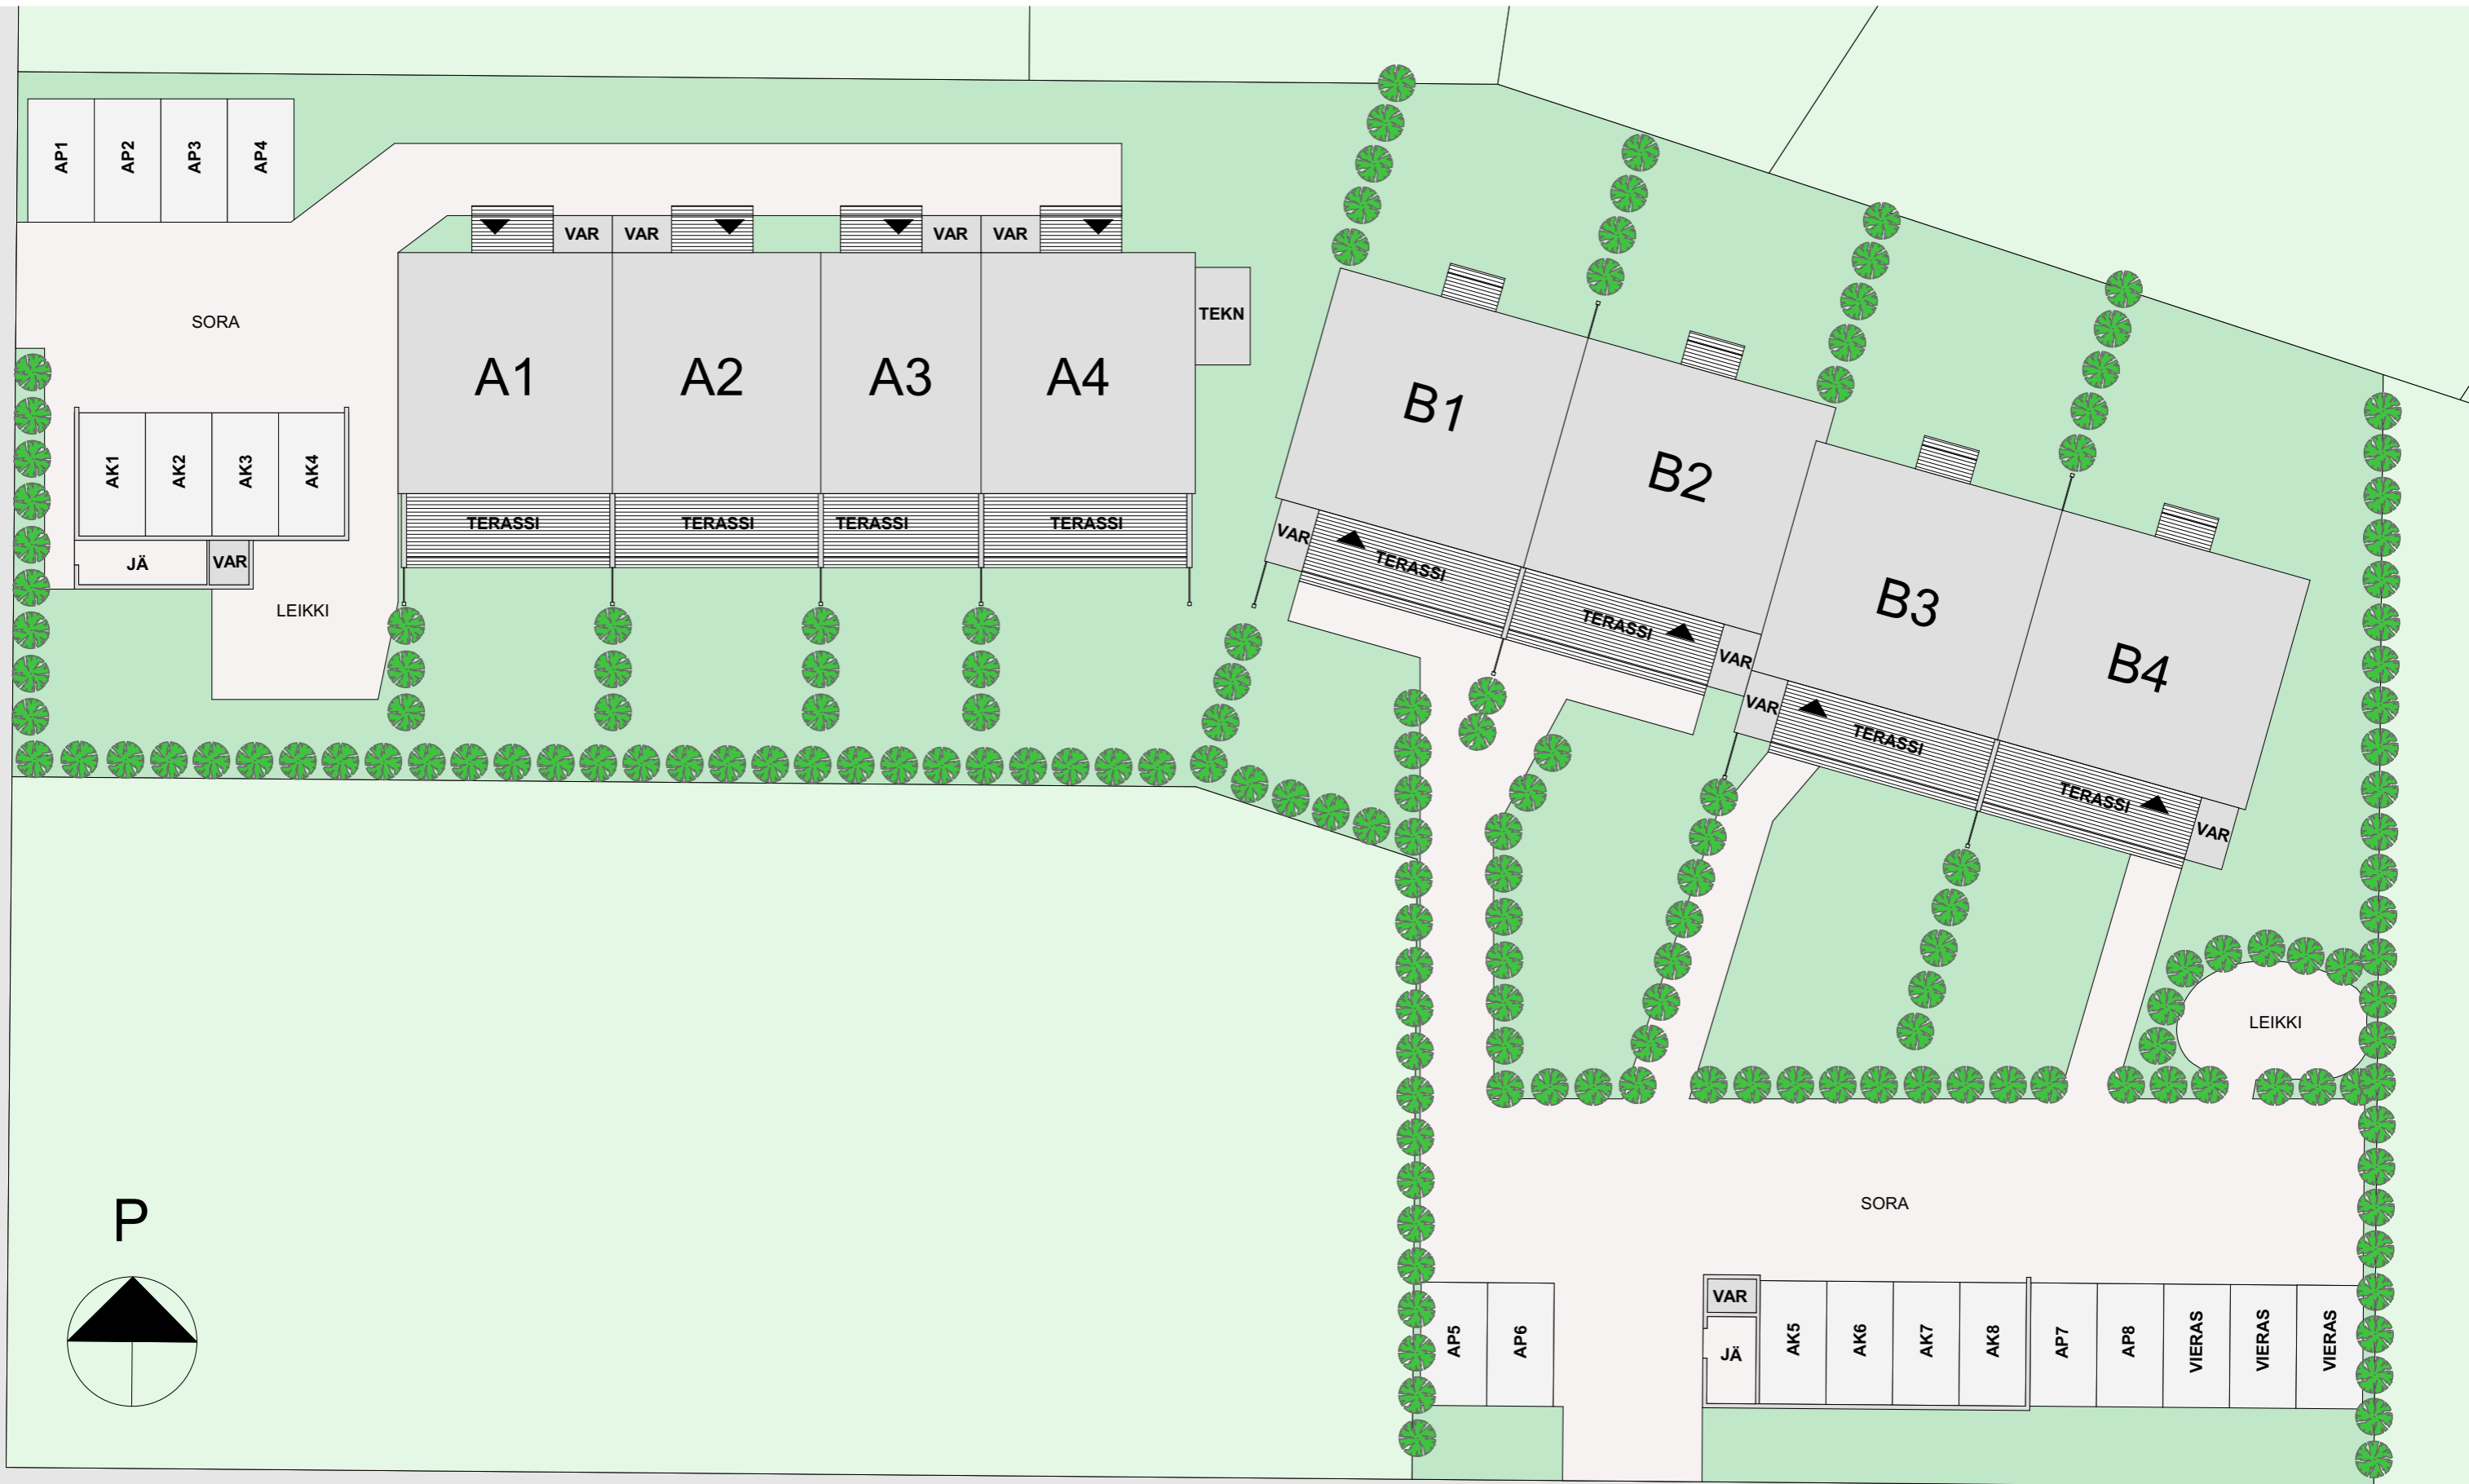 AP1
AP2
AP3
AP4
VAR
VAR
VAR
VAR
SORA
TEKN
A1
A2
A3
A4
B1
B2
B3
B4
AK1
AK2
AK3
AK4
TERASSI
TERASSI
TERASSI
TERASSI
JÄ
VAR
LEIKKI
VAR
TERASSI
TERASSI
VAR
VAR
TERASSI
TERASSI
VAR
LEIKKI
SORA
P
AP5
AP6
VAR
JÄ
AK5
AK6
AK7
AK8
AP7
AP8
VIERAS
VIERAS
VIERAS